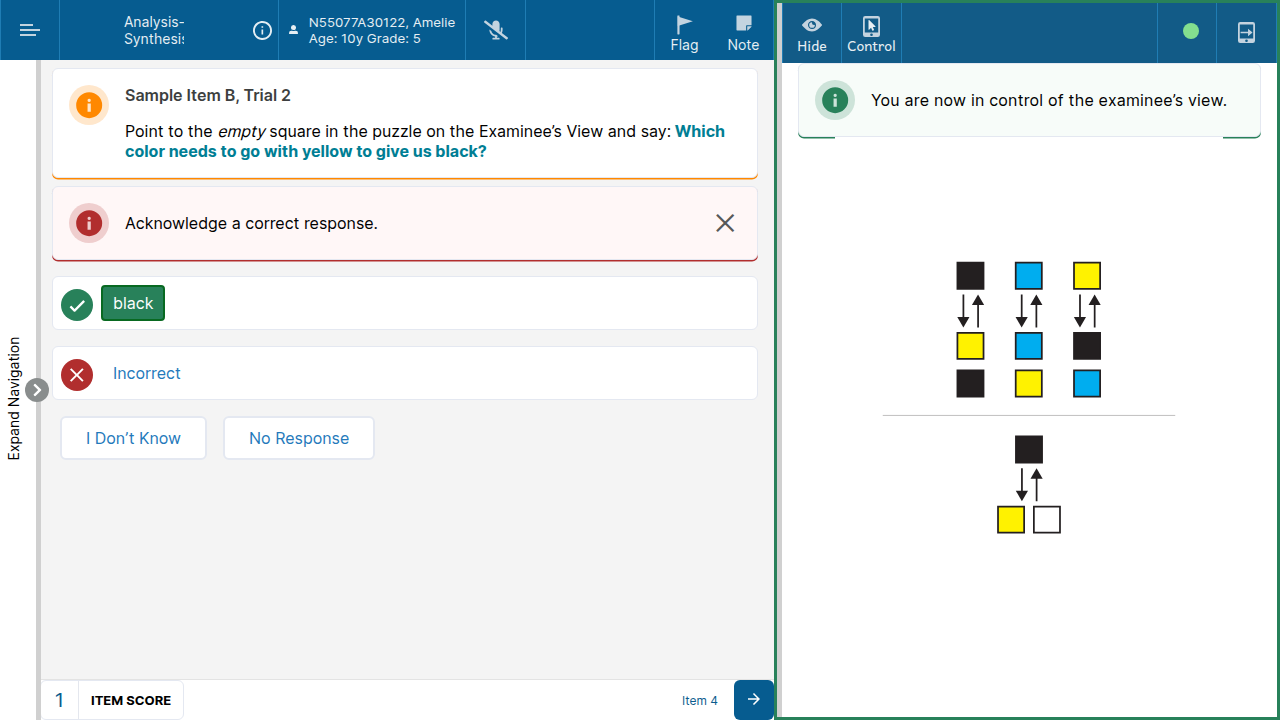 Analysis-
Synthesis
N55077A30122, Amelie
Age: 10y Grade: 5
Flag
Note
Hide
Control
Sample Item B, Trial 2
Point to the empty square in the puzzle on the Examinee's View and say: Which
color needs to go with yellow to give us black?
Acknowledge a correct response.
black
Incorrect
I Don't Know
No Response
Expand Navigation
1
ITEM SCORE
Item 4
You are now in control of the examinee's view.